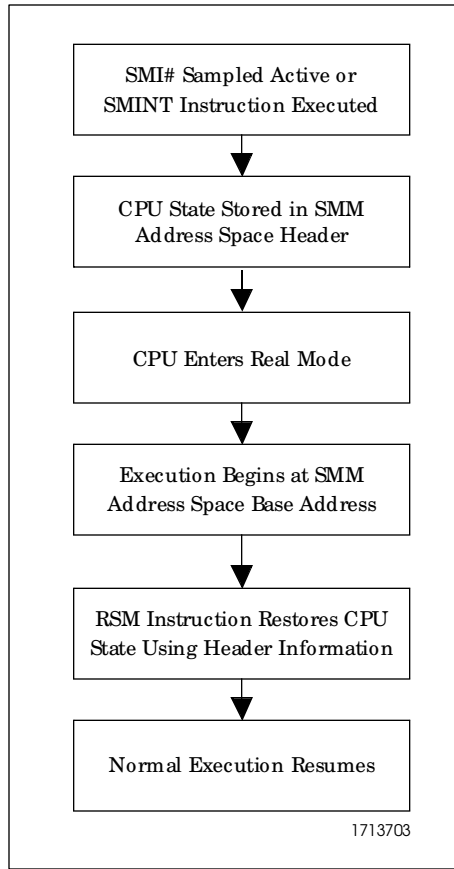 SMI# Sampled Active or
SMINT Instruction Executed
CPU State Stored in SMM
Address Space Header
CPU Enters Real Mode
Execution Begins at SMM
Address Space Base Address
RSM Instruction Restores CPU
State Using Header Information
Normal Execution Resumes
1713703